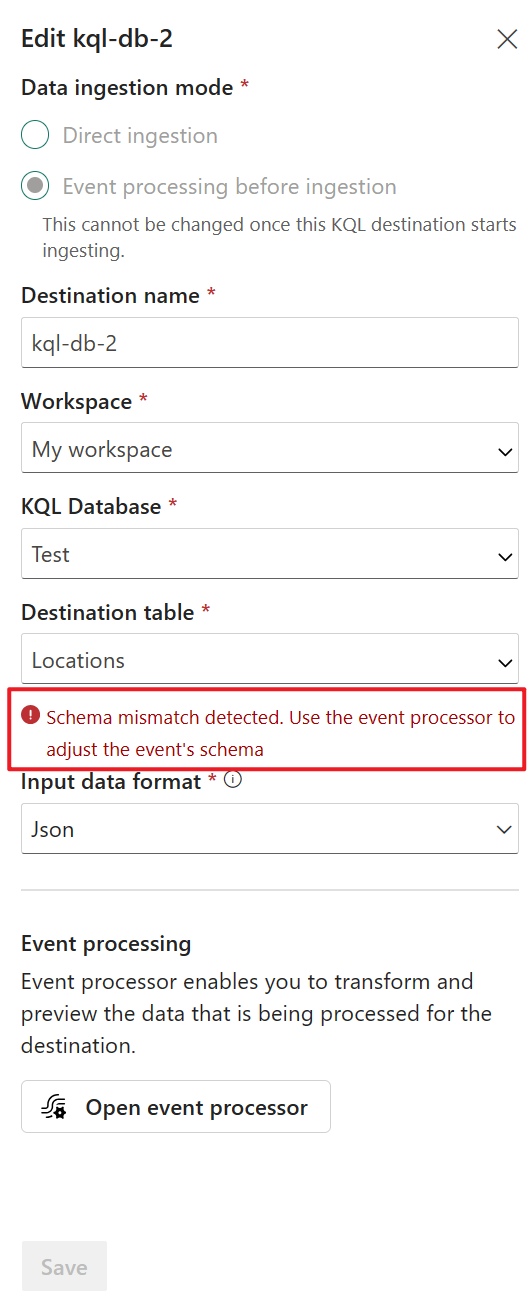 Edit kql-db-2
Data ingestion mode *
Direct ingestion
Event processing before ingestion
This cannot be changed once this KQL destination starts
ingesting.
Destination name *
kql-db-2
Workspace *
My workspace
KQL Database *
Test
Destination table *
Locations
Schema mismatch detected. Use the event processor to
adjust the event's schema
Input data format *
Json
Event processing
Event processor enables you to transform and
preview the data that is being processed for the
destination.
Open event processor
Save